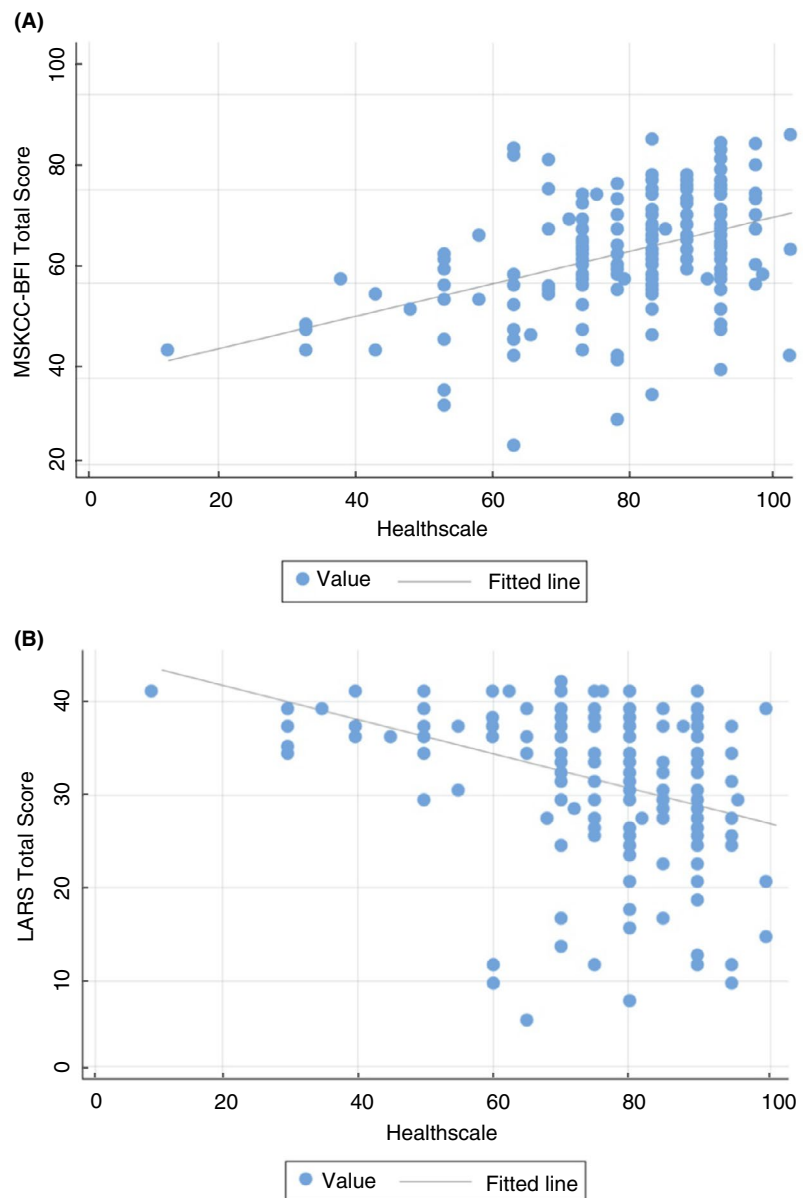 (A)
MSKCC-BFI Total Score
100
80
60
40
20
0 20 40 60 80 100
Healthscale
Value Fitted line
(B)
LARS Total Score
40
30
20
10
0
0 20 40 60 80 100
Healthscale
Value Fitted line